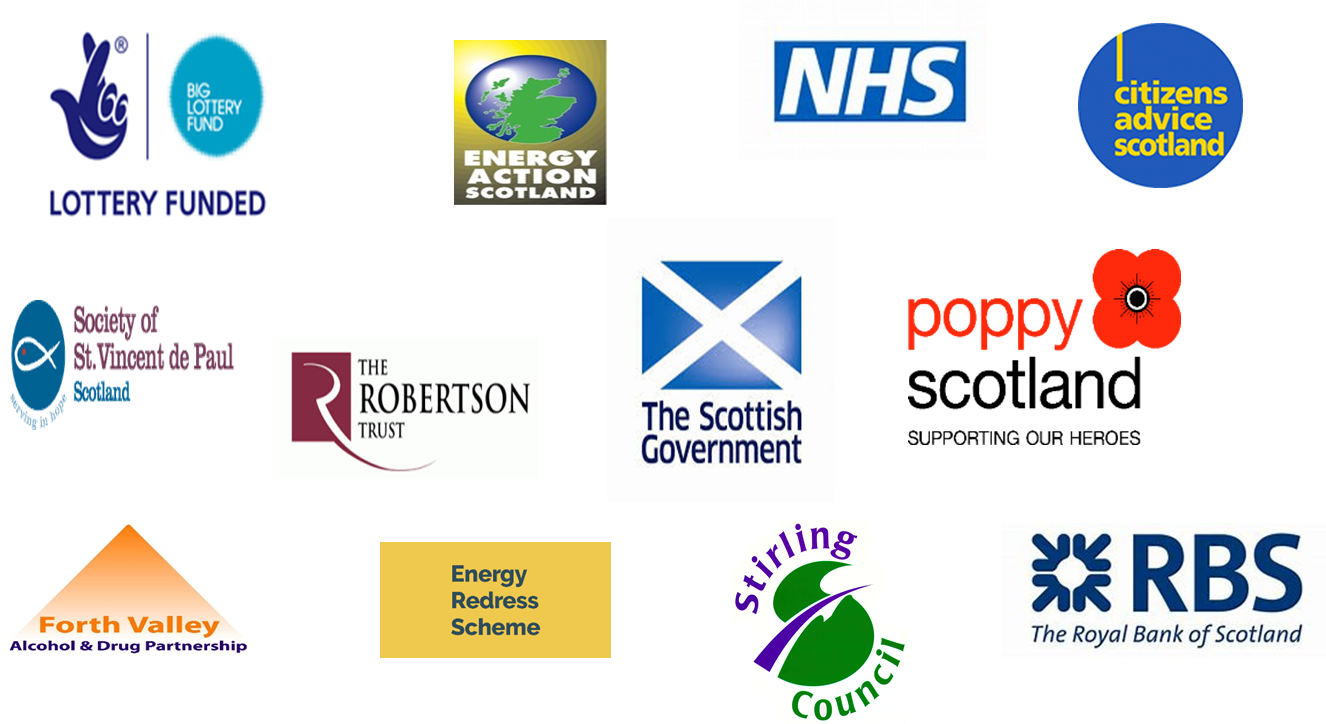 ®
BIG
LOTTERY
FUND
LOTTERY FUNDED
ENERGY
ACTION
SCOTLAND
NHS
citizens
advice
scotland
Society of
St.Vincent de Paul
Scotland
serving in hope
THE
ROBERTSON
TRUST
The Scottish
Government
poppy
scotland
SUPPORTING OUR HEROES
Forth Valley
Alcohol & Drug Partnership
Energy
Redress
Scheme
Stirling
Council
RBS
The Royal Bank of Scotland